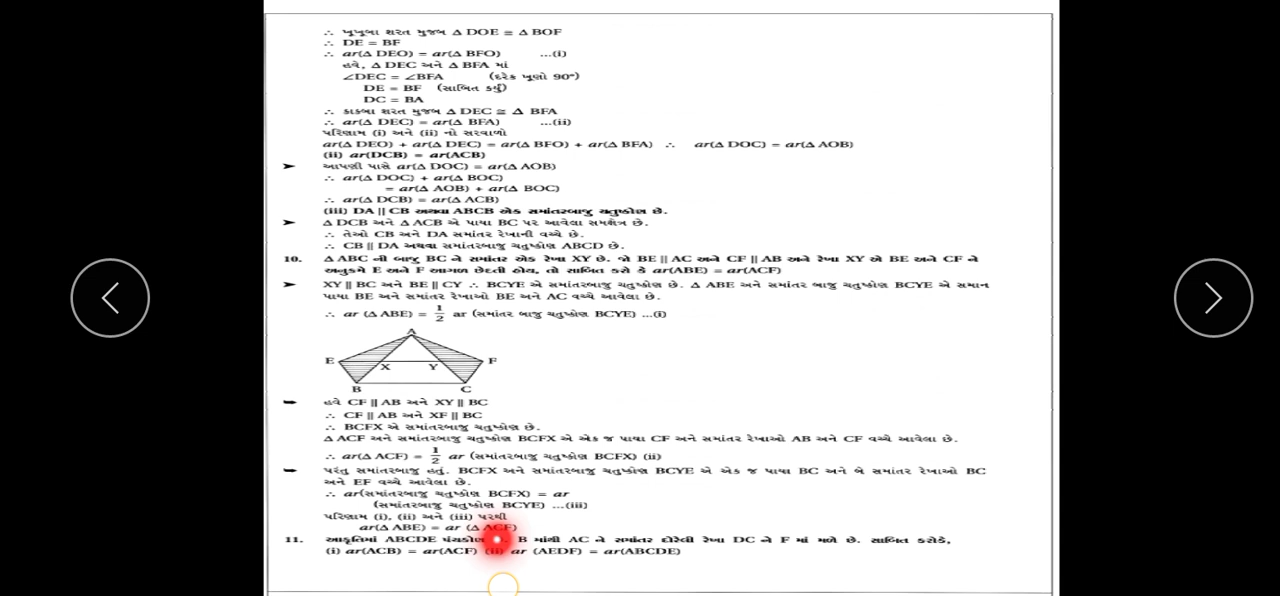 ∴ ખૂખૂબા શરત મુજબ Δ DOE ≅ Δ BOF
∴ DE = BF
∴ ar(Δ DEO) = ar(Δ BFO) ...(i)
હવે, Δ DEC અને Δ BFA માં
∠DEC = ∠BFA (દરેક ખૂણો 90°)
DE = BF (સાબિત કર્યું)
DC = BA
∴ કાકબા શરત મુજબ Δ DEC ≅ Δ BFA
∴ ar(Δ DEC) = ar(Δ BFA) ...(ii)
પરિણામ (i) અને (ii) નો સરવાળો
ar(Δ DEO) + ar(Δ DEC) = ar(Δ BFO) + ar(Δ BFA) ∴ ar(Δ DOC) = ar(Δ AOB)
(ii) ar(DCB) = ar(ACB)
➤ આપણી પાસે ar(Δ DOC) = ar(Δ AOB)
∴ ar(Δ DOC) + ar(Δ BOC)
= ar(Δ AOB) + ar(Δ BOC)
∴ ar(Δ DCB) = ar(Δ ACB)
(iii) DA || CB અથવા ABCB એક સમાંતરબાજુ ચતુષ્કોણ છે.
➤ Δ DCB અને Δ ACB એ પાયા BC પર આવેલા સમક્ષેત્ર છે.
∴ તેઓ CB અને DA સમાંતર રેખાની વચ્ચે છે.
∴ CB || DA અથવા સમાંતરબાજુ ચતુષ્કોણ ABCD છે.
10. Δ ABC ની બાજુ BC ને સમાંતર એક રેખા XY છે. જો BE || AC અને CF || AB અને રેખા XY એ BE અને CF ને
અનુક્રમે E અને F આગળ છેદતી હોય, તો સાબિત કરો કે ar(ABE) = ar(ACF)
➤ XY || BC અને BE || CY ∴ BCYE એ સમાંતરબાજુ ચતુષ્કોણ છે. Δ ABE અને સમાંતર બાજુ ચતુષ્કોણ BCYE એ સમાન
પાયા BE અને સમાંતર રેખાઓ BE અને AC વચ્ચે આવેલા છે.
∴ ar (Δ ABE) = 1/2 ar (સમાંતર બાજુ ચતુષ્કોણ BCYE) ...(i)
A
E F
X Y
B C
➥ હવે CF || AB અને XY || BC
∴ CF || AB અને XF || BC
∴ BCFX એ સમાંતરબાજુ ચતુષ્કોણ છે.
Δ ACF અને સમાંતરબાજુ ચતુષ્કોણ BCFX એ એક જ પાયા CF અને સમાંતર રેખાઓ AB અને CF વચ્ચે આવેલા છે.
∴ ar(Δ ACF) = 1/2 ar (સમાંતરબાજુ ચતુષ્કોણ BCFX) (ii)
➥ પરંતુ સમાંતરબાજુ હતું. BCFX અને સમાંતરબાજુ ચતુષ્કોણ BCYE એ એક જ પાયા BC અને બે સમાંતર રેખાઓ BC
અને EF વચ્ચે આવેલા છે.
∴ ar(સમાંતરબાજુ ચતુષ્કોણ BCFX) = ar
(સમાંતરબાજુ ચતુષ્કોણ BCYE) ...(iii)
પરિણામ (i), (ii) અને (iii) પરથી
ar(Δ ABE) = ar (Δ ACF)
11. આકૃતિમાં ABCDE પંચકોણ B માંથી AC ને સમાંતર દોરેલી રેખા DC ને F માં મળે છે. સાબિત કરોકે,
(i) ar(ACB) = ar(ACF) (ii) ar (AEDF) = ar(ABCDE)